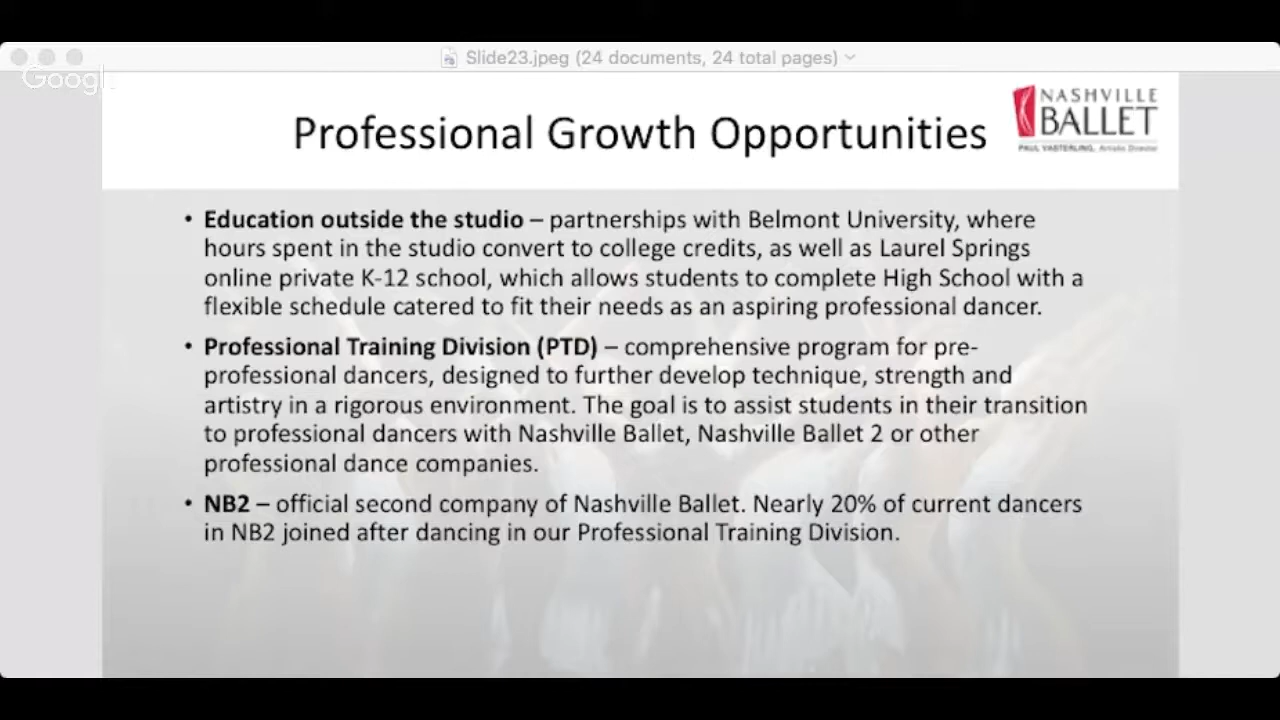 Slide23.jpeg (24 documents, 24 total pages)
Googl
Professional Growth Opportunities
NASHVILLE
BALLET
PAUL VASTERLING, Artistic Director
• Education outside the studio – partnerships with Belmont University, where
hours spent in the studio convert to college credits, as well as Laurel Springs
online private K-12 school, which allows students to complete High School with a
flexible schedule catered to fit their needs as an aspiring professional dancer.
• Professional Training Division (PTD) – comprehensive program for pre-
professional dancers, designed to further develop technique, strength and
artistry in a rigorous environment. The goal is to assist students in their transition
to professional dancers with Nashville Ballet, Nashville Ballet 2 or other
professional dance companies.
• NB2 – official second company of Nashville Ballet. Nearly 20% of current dancers
in NB2 joined after dancing in our Professional Training Division.